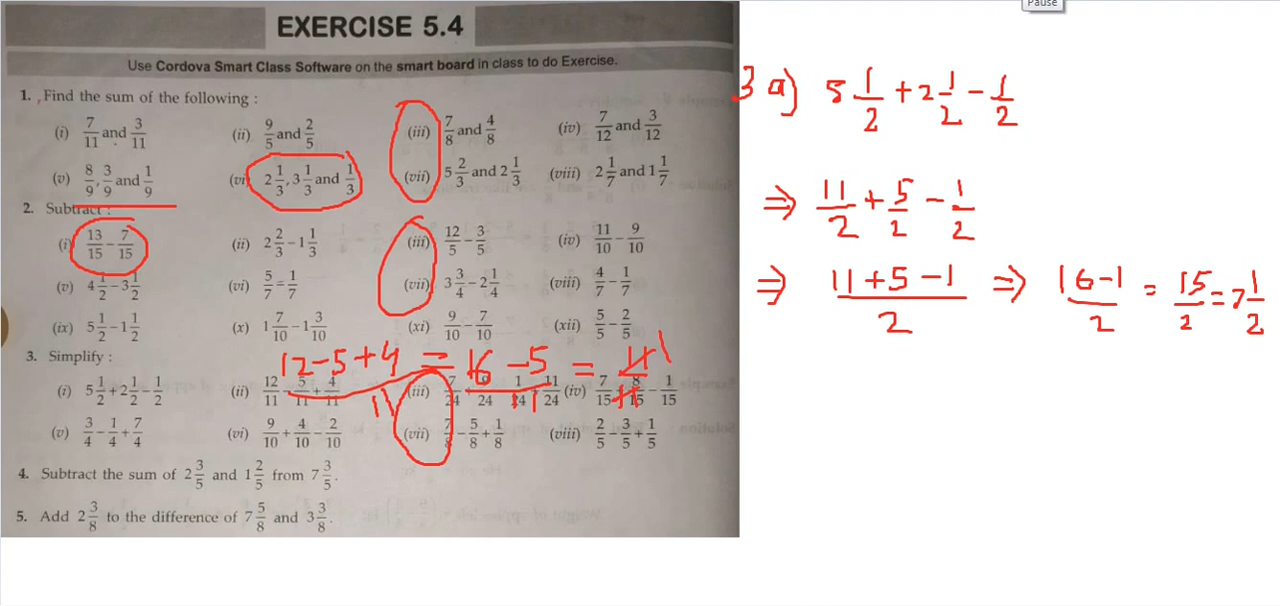 Pause
EXERCISE 5.4
Use Cordova Smart Class Software on the smart board in class to do Exercise.
1. Find the sum of the following :
(i) 7/11 and 3/11 (ii) 9/5 and 2/5 (iii) 7/8 and 4/8 (iv) 7/12 and 3/12
(v) 8/9, 3/9 and 1/9 (vi) 2 1/3, 3 1/3 and 1/3 (vii) 5 2/3 and 2 1/3 (viii) 2 1/7 and 1 1/7
2. Subtract :
(i) 13/15 − 7/15 (ii) 2 2/3 − 1 1/3 (iii) 12/5 − 3/5 (iv) 11/10 − 9/10
(v) 4 1/2 − 3 1/2 (vi) 5/7 − 1/7 (vii) 3 3/4 − 2 1/4 (viii) 4/7 − 1/7
(ix) 5 1/2 − 1 1/2 (x) 1 7/10 − 1 3/10 (xi) 9/10 − 7/10 (xii) 5/5 − 2/5
3. Simplify :
12 − 5 + 4 / 11 = 16 − 5 / 11 = 11 / 11 1
(i) 5 1/2 + 2 1/2 − 1/2 (ii) 12/11 − 5/11 + 4/11 (iii) 7/24 /24 1/24 11/24 (iv) 7/15 8/15 − 1/15
(v) 3/4 − 1/4 + 7/4 (vi) 9/10 + 4/10 − 2/10 (vii) 7/8 − 5/8 + 1/8 (viii) 2/5 − 3/5 + 1/5
4. Subtract the sum of 2 3/5 and 1 2/5 from 7 3/5.
5. Add 2 3/8 to the difference of 7 5/8 and 3 3/8.
3 a) 5 1/2 + 2 1/2 − 1/2
⇒ 11/2 + 5/2 − 1/2
⇒ 11 + 5 − 1 / 2 ⇒ 16 − 1 / 2 = 15/2 = 7 1/2